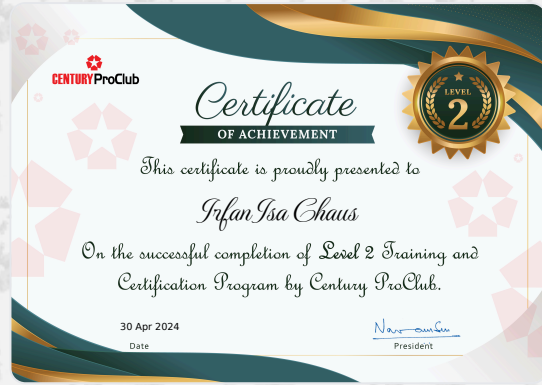 CENTURY ProClub
Certificate
OF ACHIEVEMENT
LEVEL
2
This certificate is proudly presented to
Irfan Isa Ghaus
On the successful completion of Level 2 Training and
Certification Program by Century ProClub.
30 Apr 2024
Date
President